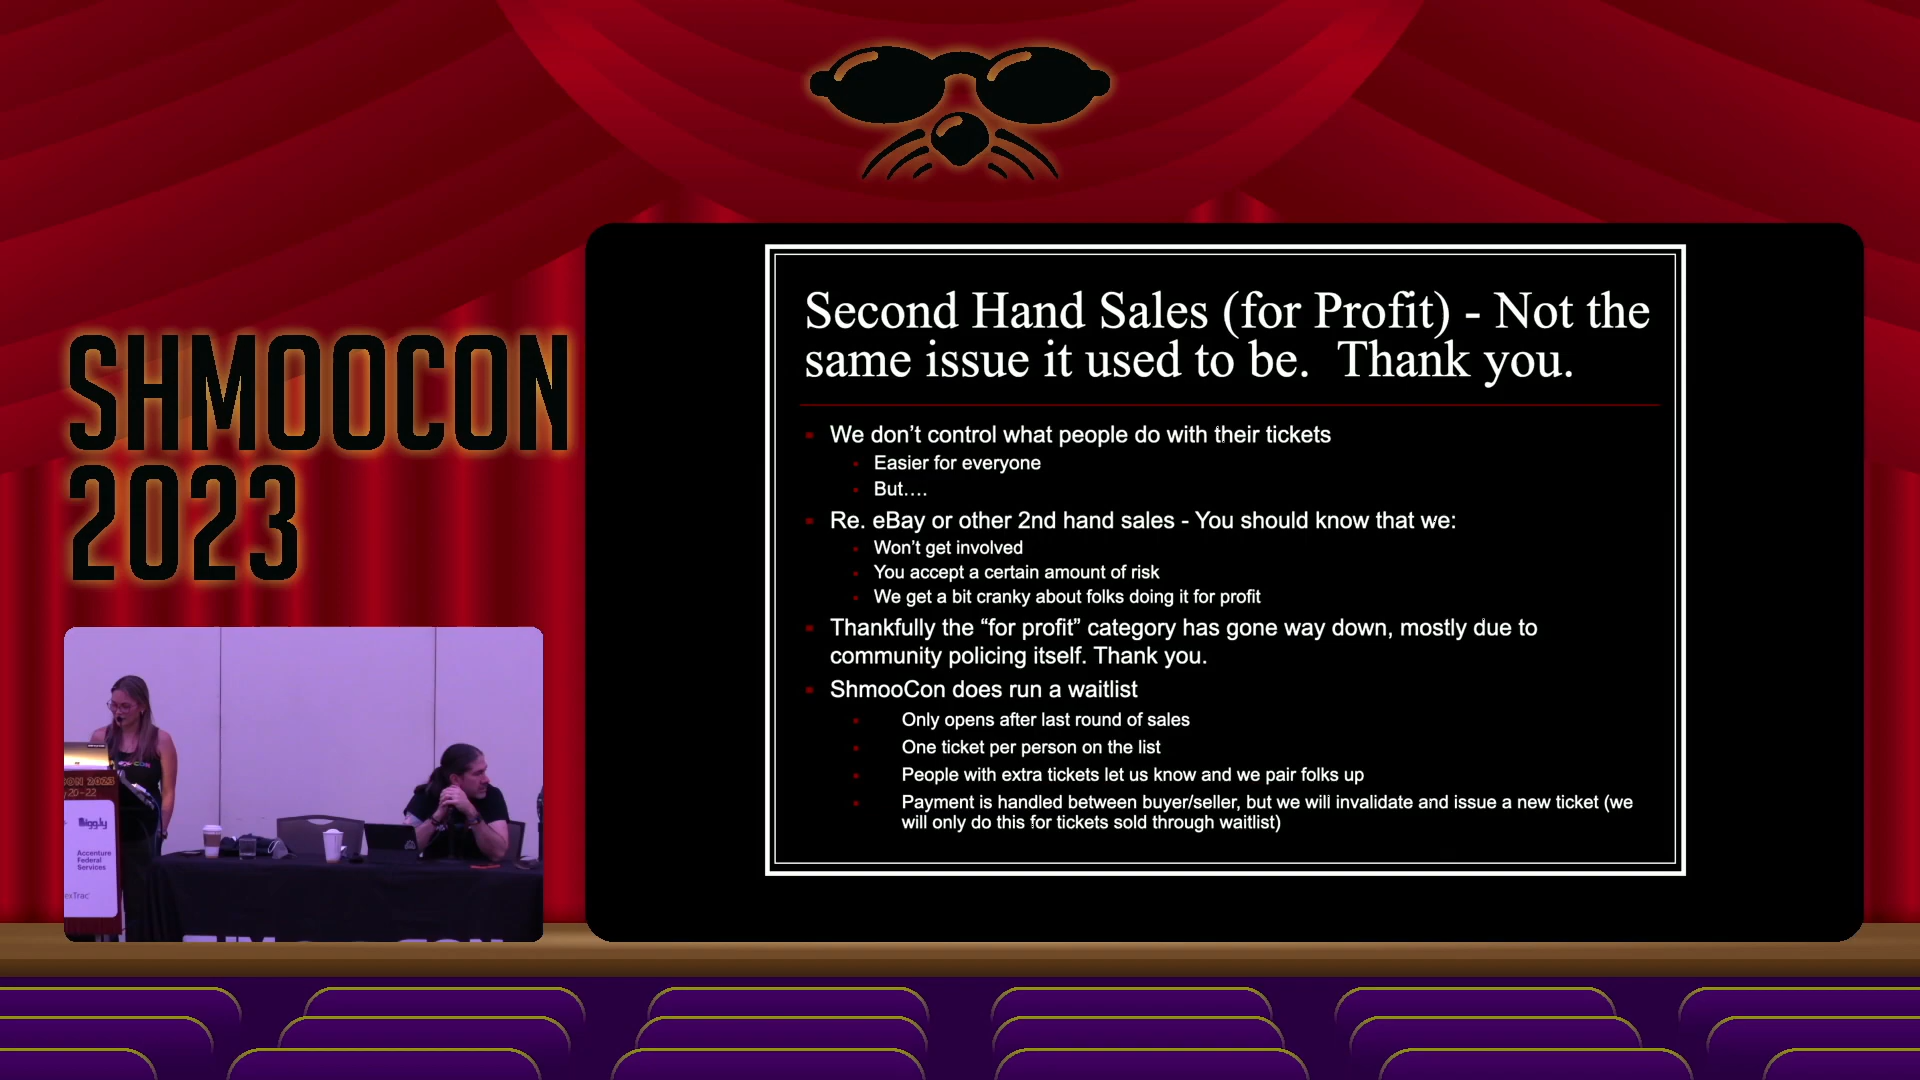 SHMOOCON
2023
Second Hand Sales (for Profit) - Not the
same issue it used to be.  Thank you.
We don’t control what people do with their tickets
Easier for everyone
But….
Re. eBay or other 2nd hand sales - You should know that we:
Won’t get involved
You accept a certain amount of risk
We get a bit cranky about folks doing it for profit
Thankfully the “for profit” category has gone way down, mostly due to
community policing itself. Thank you.
ShmooCon does run a waitlist
Only opens after last round of sales
One ticket per person on the list
People with extra tickets let us know and we pair folks up
Payment is handled between buyer/seller, but we will invalidate and issue a new ticket (we
will only do this for tickets sold through waitlist)
2023
20-22
Accenture
Federal
Services